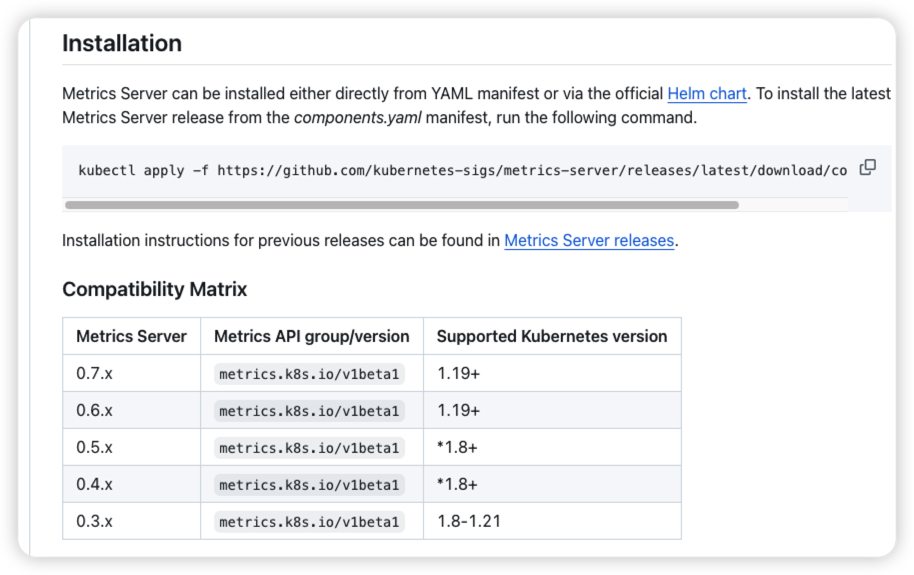 Installation
Metrics Server can be installed either directly from YAML manifest or via the official Helm chart. To install the latest
Metrics Server release from the components.yaml manifest, run the following command.
kubectl apply -f https://github.com/kubernetes-sigs/metrics-server/releases/latest/download/co
Installation instructions for previous releases can be found in Metrics Server releases.
Compatibility Matrix
Metrics Server Metrics API group/version Supported Kubernetes version
0.7.x metrics.k8s.io/v1beta1 1.19+
0.6.x metrics.k8s.io/v1beta1 1.19+
0.5.x metrics.k8s.io/v1beta1 *1.8+
0.4.x metrics.k8s.io/v1beta1 *1.8+
0.3.x metrics.k8s.io/v1beta1 1.8-1.21